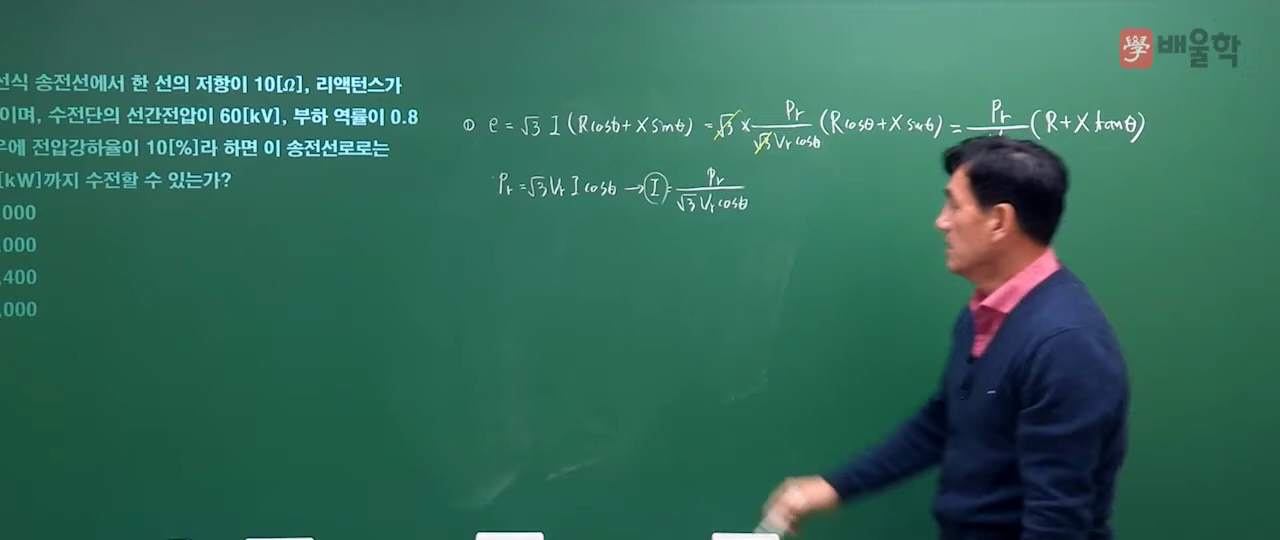 學 배울학
선식 송전선에서 한 선의 저항이 10[Ω], 리액턴스가
이며, 수전단의 선간전압이 60[kV], 부하 역률이 0.8
우에 전압강하율이 10[%]라 하면 이 송전선로로는
[kW]까지 수전할 수 있는가?
,000
,000
,400
,000
① e = √3 I (R cosθ + X sinθ) = √3 × Pr / √3 Vr cosθ (R cosθ + X sinθ) = Pr / (R + X tanθ)
Pr = √3 Vr I cosθ → I = Pr / √3 Vr cosθ